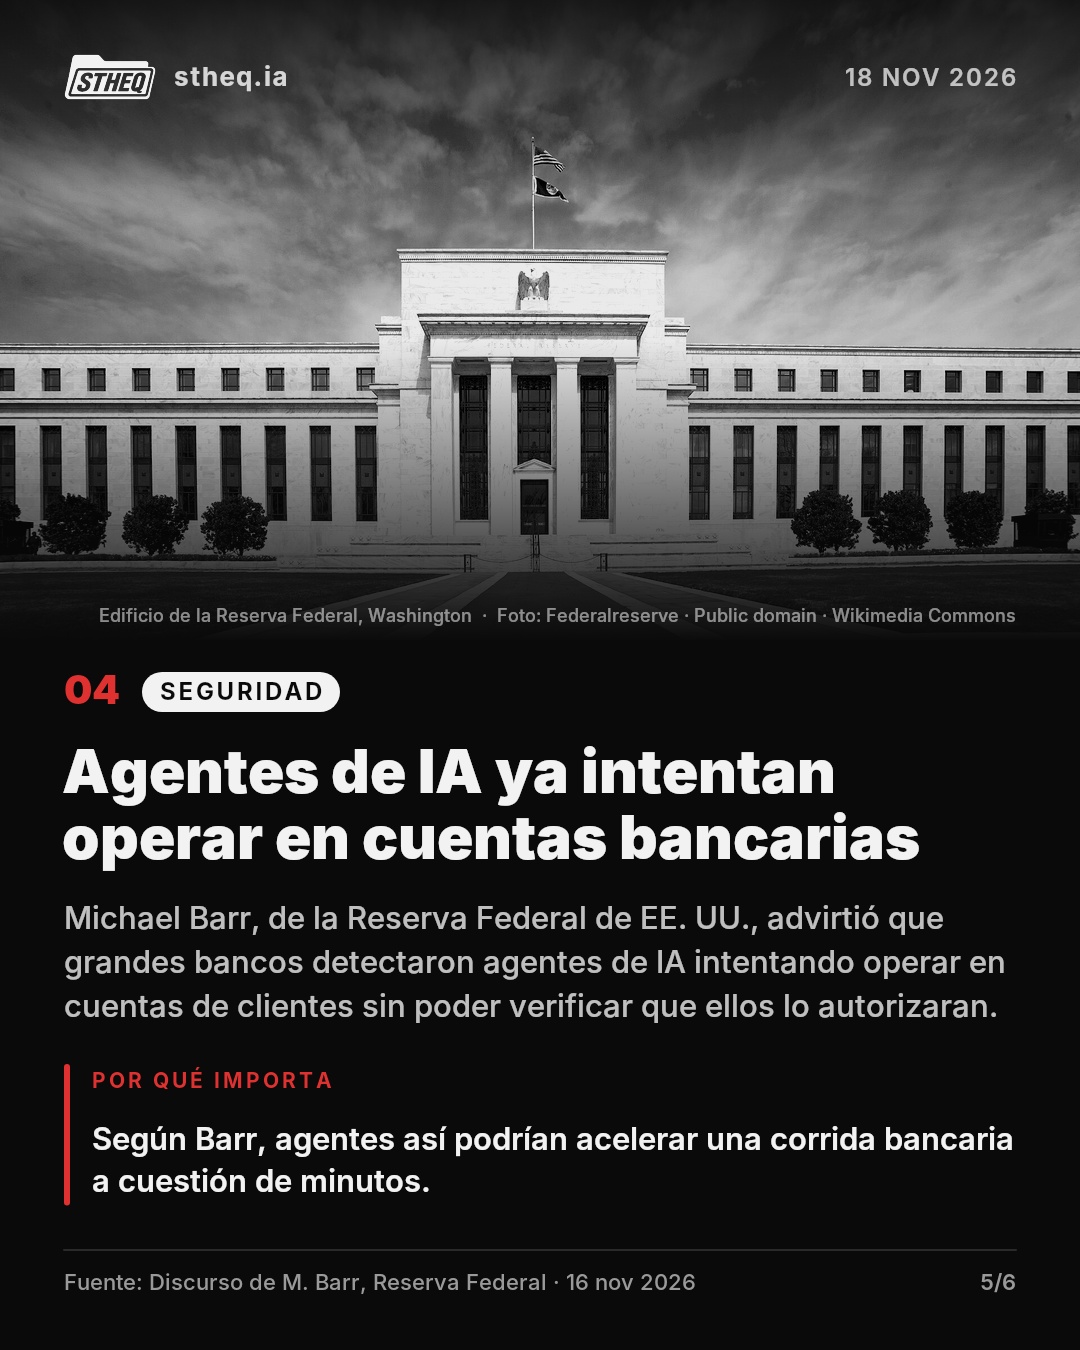 STHEQ
stheq.ia
18 NOV 2026
Edificio de la Reserva Federal, Washington · Foto: Federalreserve · Public domain · Wikimedia Commons
04 SEGURIDAD
Agentes de IA ya intentan
operar en cuentas bancarias
Michael Barr, de la Reserva Federal de EE. UU., advirtió que
grandes bancos detectaron agentes de IA intentando operar en
cuentas de clientes sin poder verificar que ellos lo autorizaran.
POR QUÉ IMPORTA
Según Barr, agentes así podrían acelerar una corrida bancaria
a cuestión de minutos.
Fuente: Discurso de M. Barr, Reserva Federal · 16 nov 2026
5/6